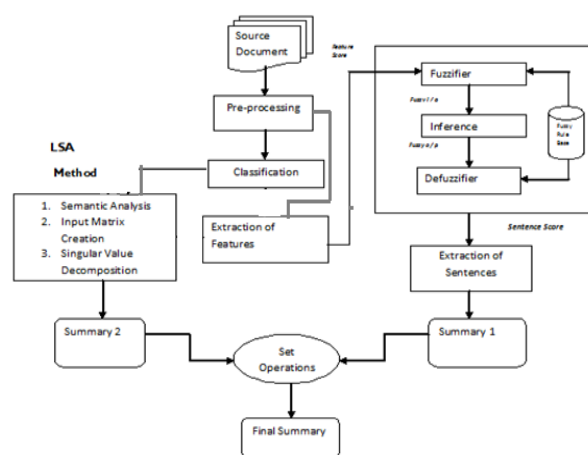 Source
Document
Feature
Score
Pre-processing
Fuzzifier
Fuzzy i/p
Fuzzy
Rule
Base
Inference
Fuzzy o/p
LSA
Method
Classification
Defuzzifier
1. Semantic Analysis
2. Input Matrix
Creation
3. Singular Value
Decomposition
Extraction of
Features
Sentence Score
Extraction of
Sentences
Summary 2
Summary 1
Set
Operations
Final Summary